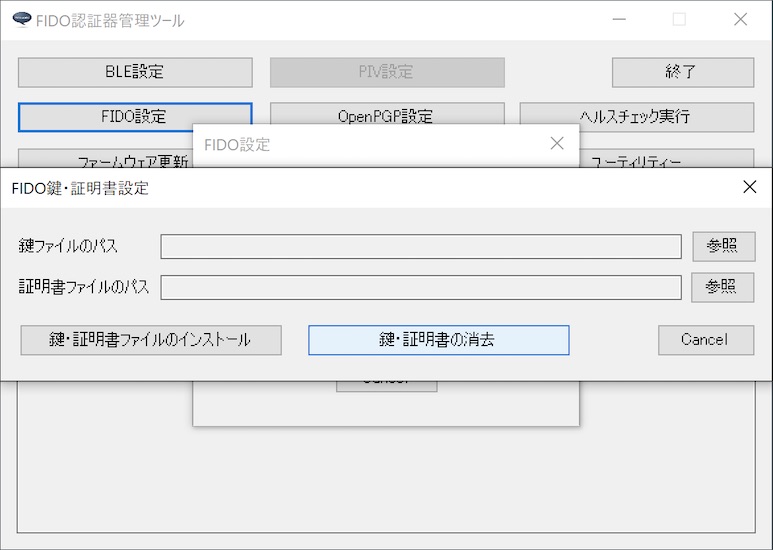 FIDO認証器管理ツール
BLE設定
PIV設定
終了
FIDO設定
OpenPGP設定
ヘルスチェック実行
FIDO設定
ファームウェア更新
ユーティリティー
FIDO鍵・証明書設定
鍵ファイルのパス
参照
証明書ファイルのパス
参照
鍵・証明書ファイルのインストール
鍵・証明書の消去
Cancel
Cancel